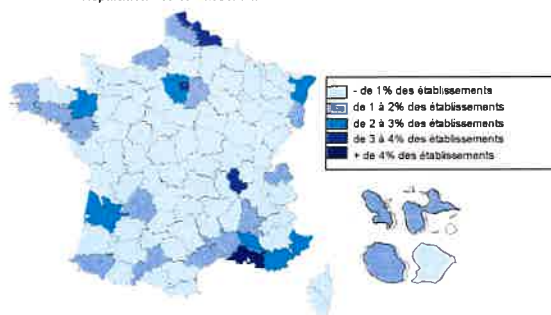 - de 1% des établissements
de 1 à 2% des établissements
de 2 à 3% des établissements
de 3 à 4% des établissements
+ de 4% des établissements